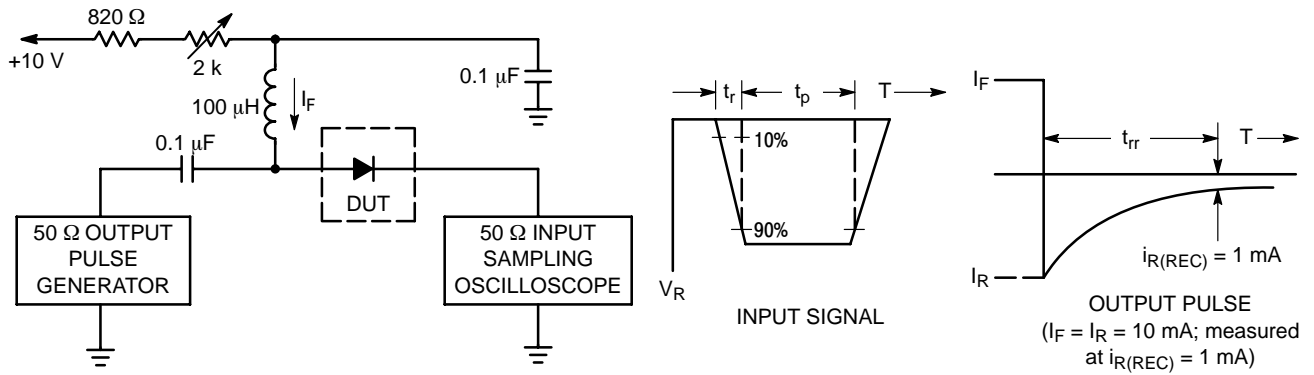 820 Ω
+10 V
2 k
100 μH
I_F
0.1 μF
0.1 μF
DUT
50 Ω OUTPUT
PULSE
GENERATOR
50 Ω INPUT
SAMPLING
OSCILLOSCOPE
t_r
t_p
T
10%
90%
V_R
INPUT SIGNAL
I_F
t_rr
T
I_R
i_R(REC) = 1 mA
OUTPUT PULSE
(I_F = I_R = 10 mA; measured
at i_R(REC) = 1 mA)